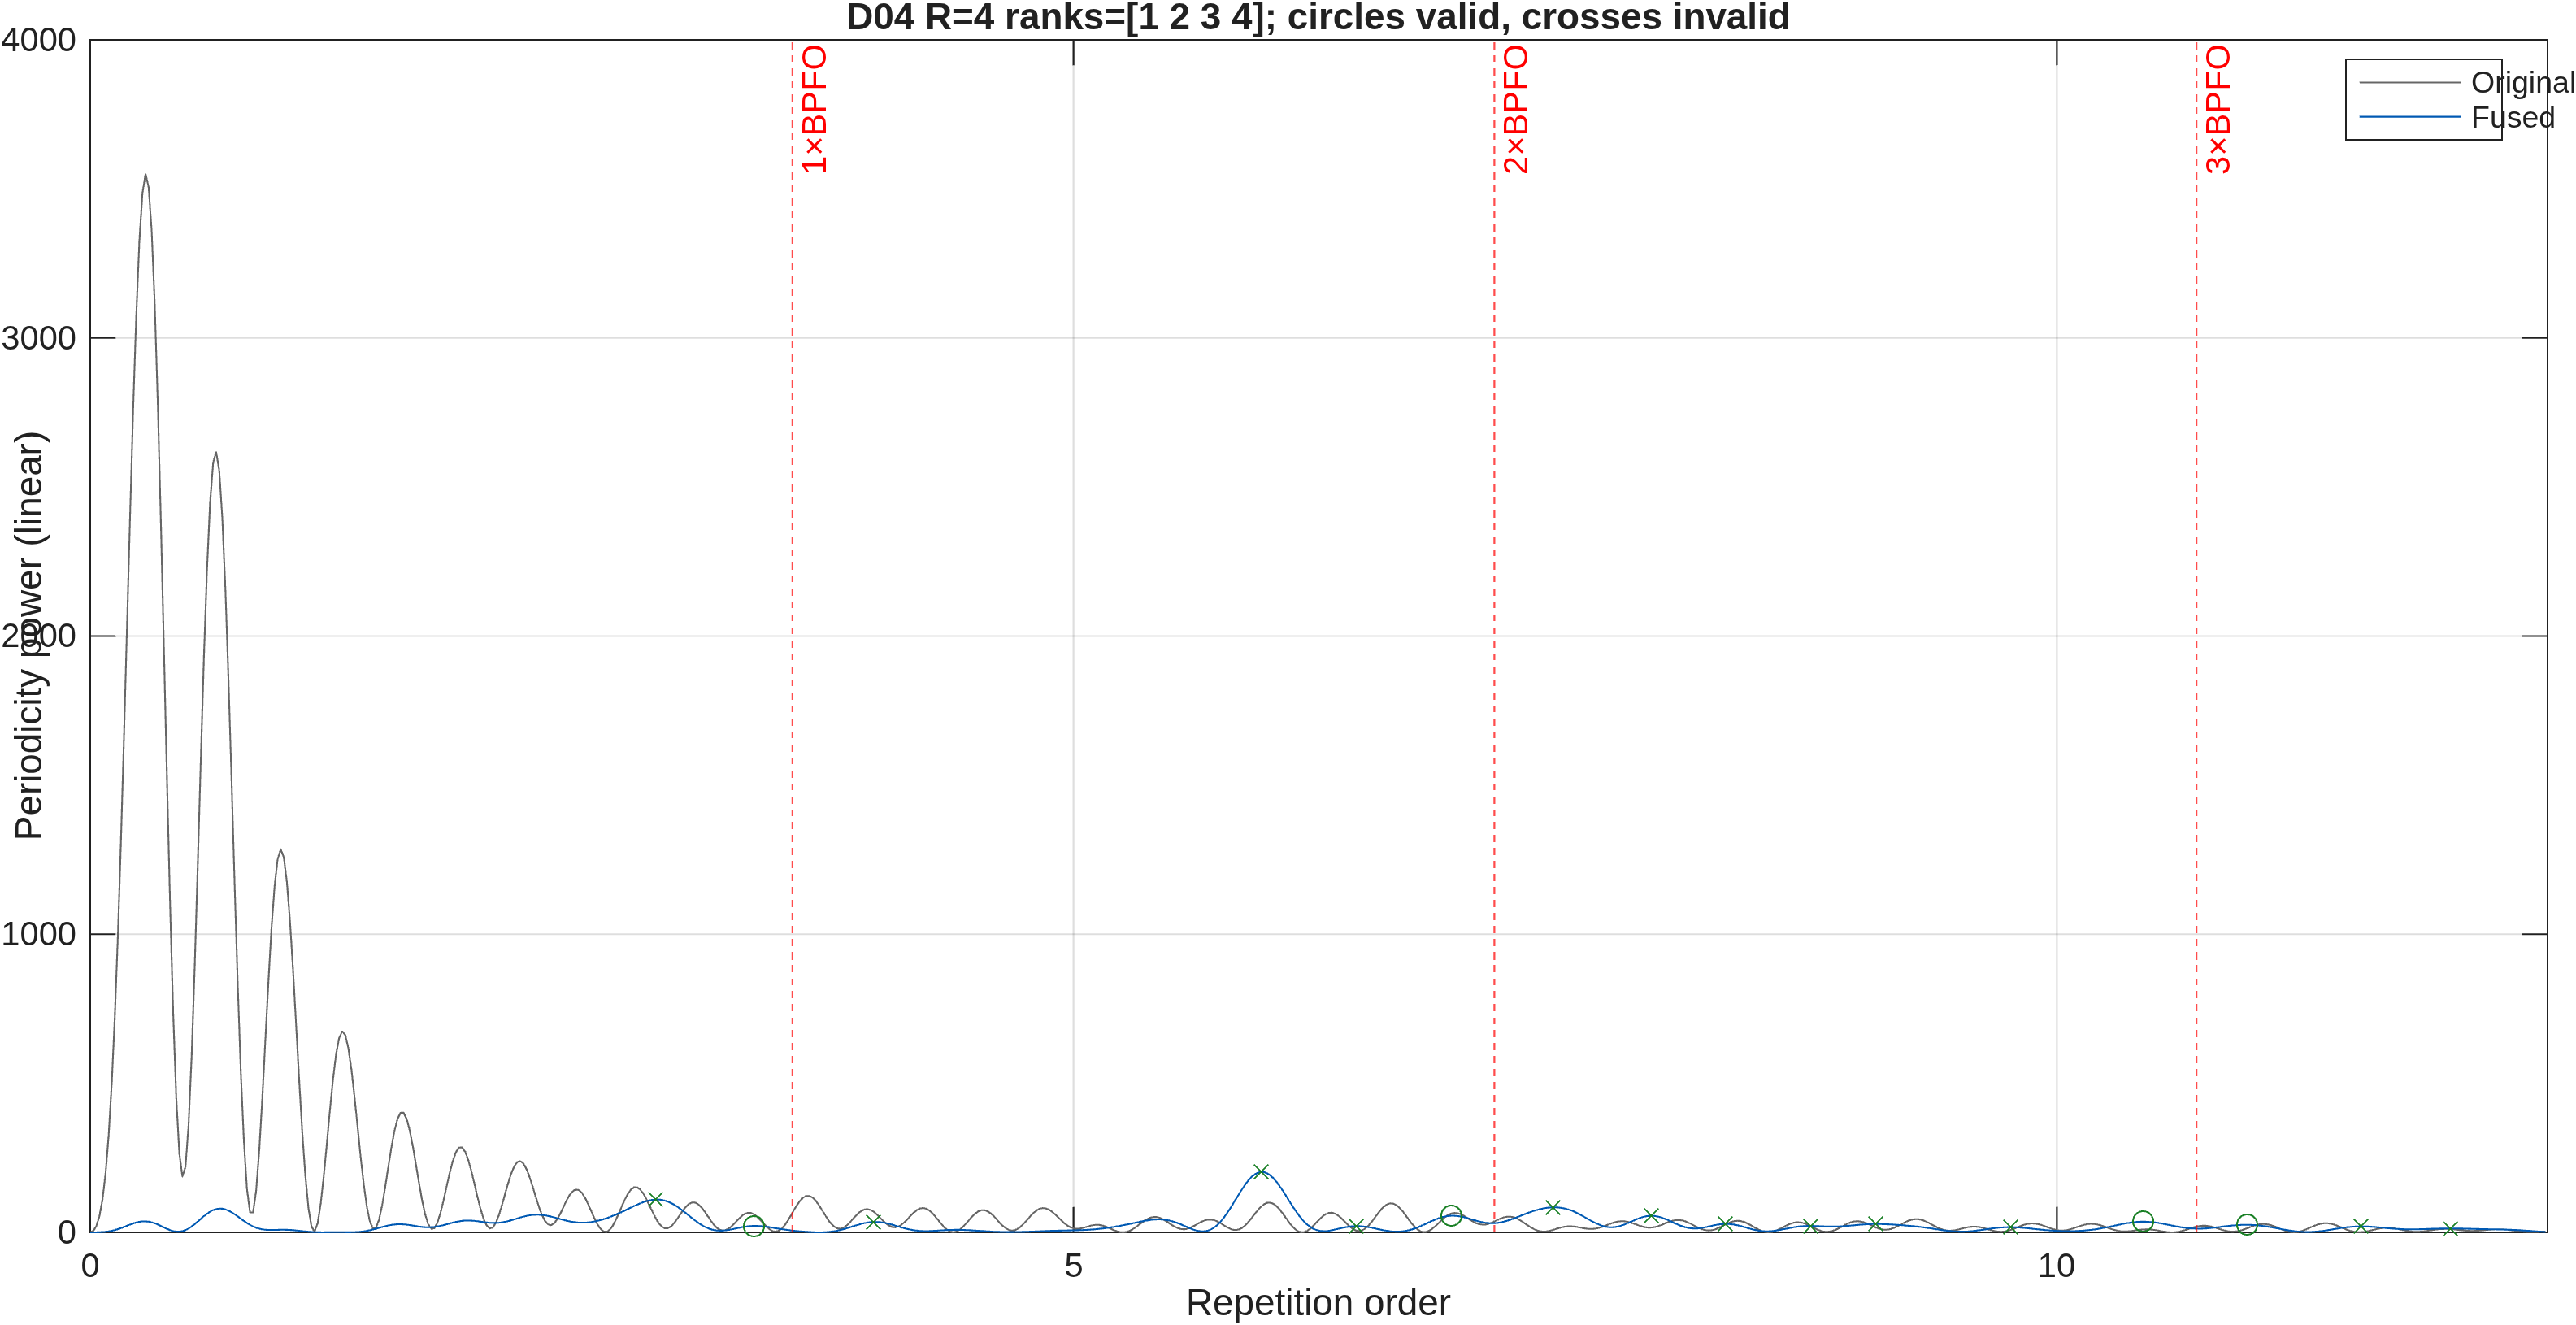 D04 R=4 ranks=[1 2 3 4]; circles valid, crosses invalid
4000
3000
2000
1000
0
Periodicity power (linear)
1×BPFO
2×BPFO
3×BPFO
Original
Fused
0
5
10
Repetition order